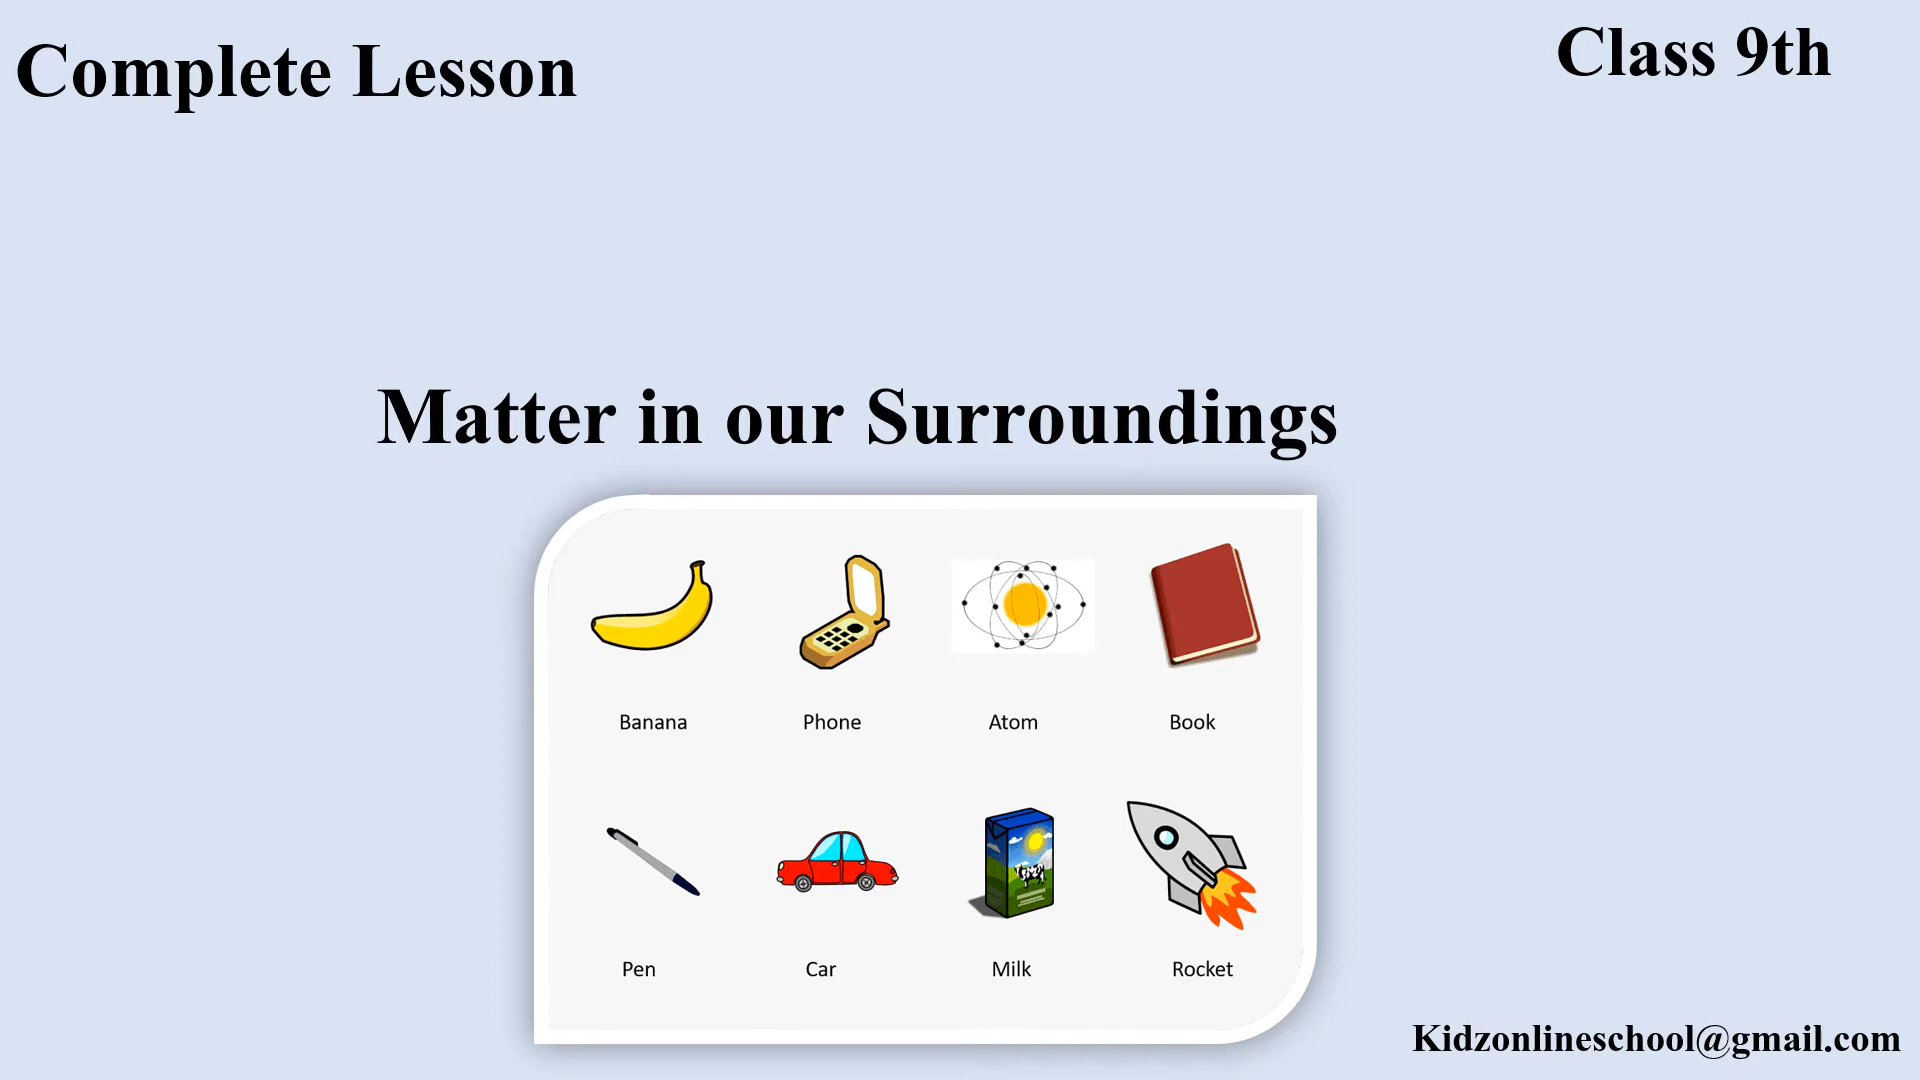 Complete Lesson
Class 9th
Matter in our Surroundings
Banana Phone Atom Book
Pen Car Milk Rocket
Kidzonlineschool@gmail.com